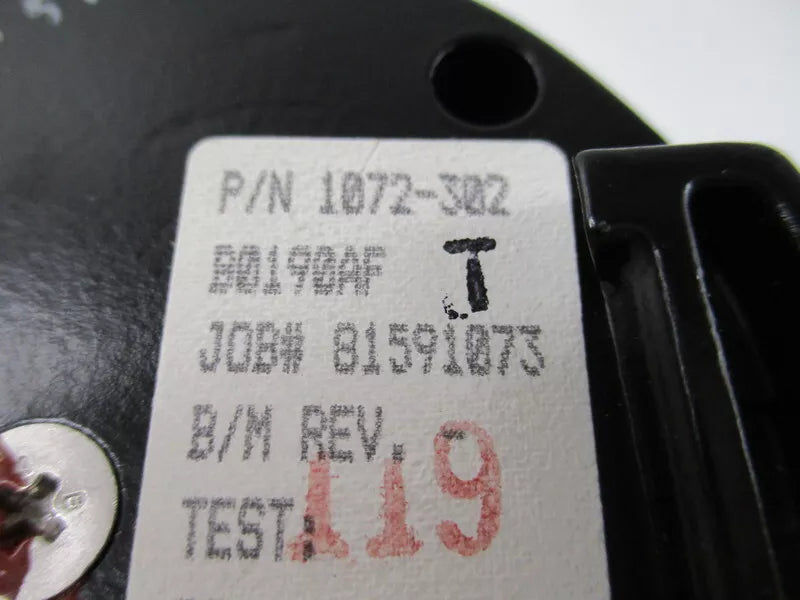 P/N 1072-302
B0190AF T
JOB# 81591073
B/M REV. -
TEST: 119